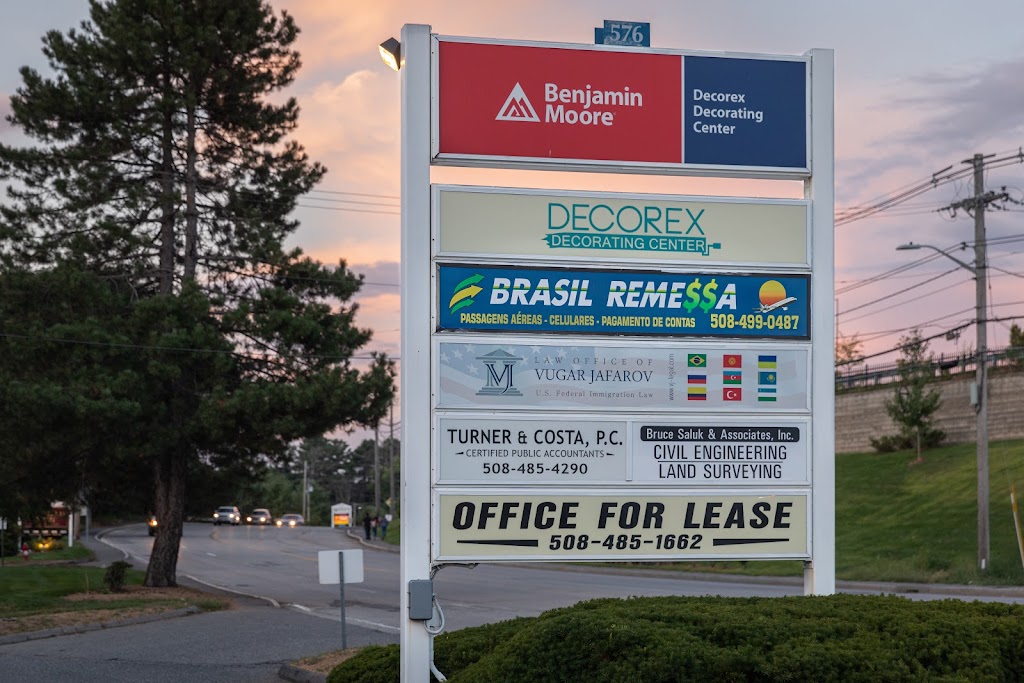 576
Benjamin
Moore
Decorex
Decorating
Center
DECOREX
DECORATING CENTER
BRASIL REME$$A
PASSAGENS AÉREAS - CELULARES - PAGAMENTO DE CONTAS 508-499-0487
LAW OFFICE OF
VUGAR JAFAROV
U.S. Federal Immigration Law
TURNER & COSTA, P.C.
CERTIFIED PUBLIC ACCOUNTANTS
508-485-4290
Bruce Saluk & Associates, Inc.
CIVIL ENGINEERING
LAND SURVEYING
OFFICE FOR LEASE
508-485-1662